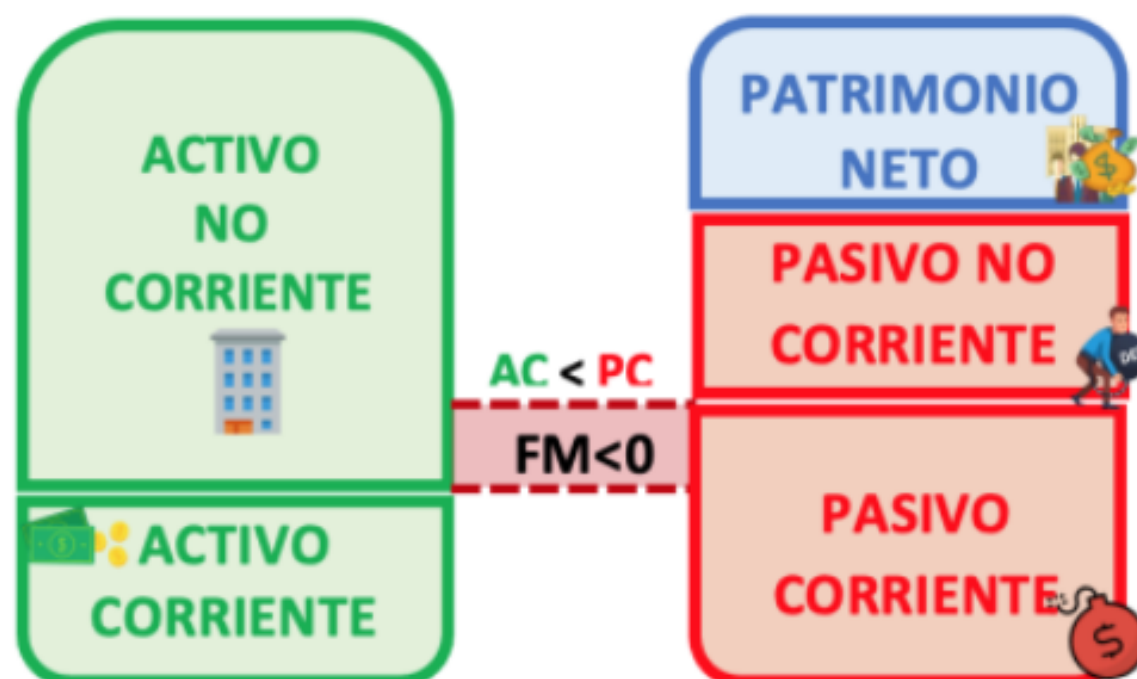 ACTIVO
NO
CORRIENTE
ACTIVO
CORRIENTE
AC < PC
FM<0
PATRIMONIO
NETO
PASIVO NO
CORRIENTE
PASIVO
CORRIENTE